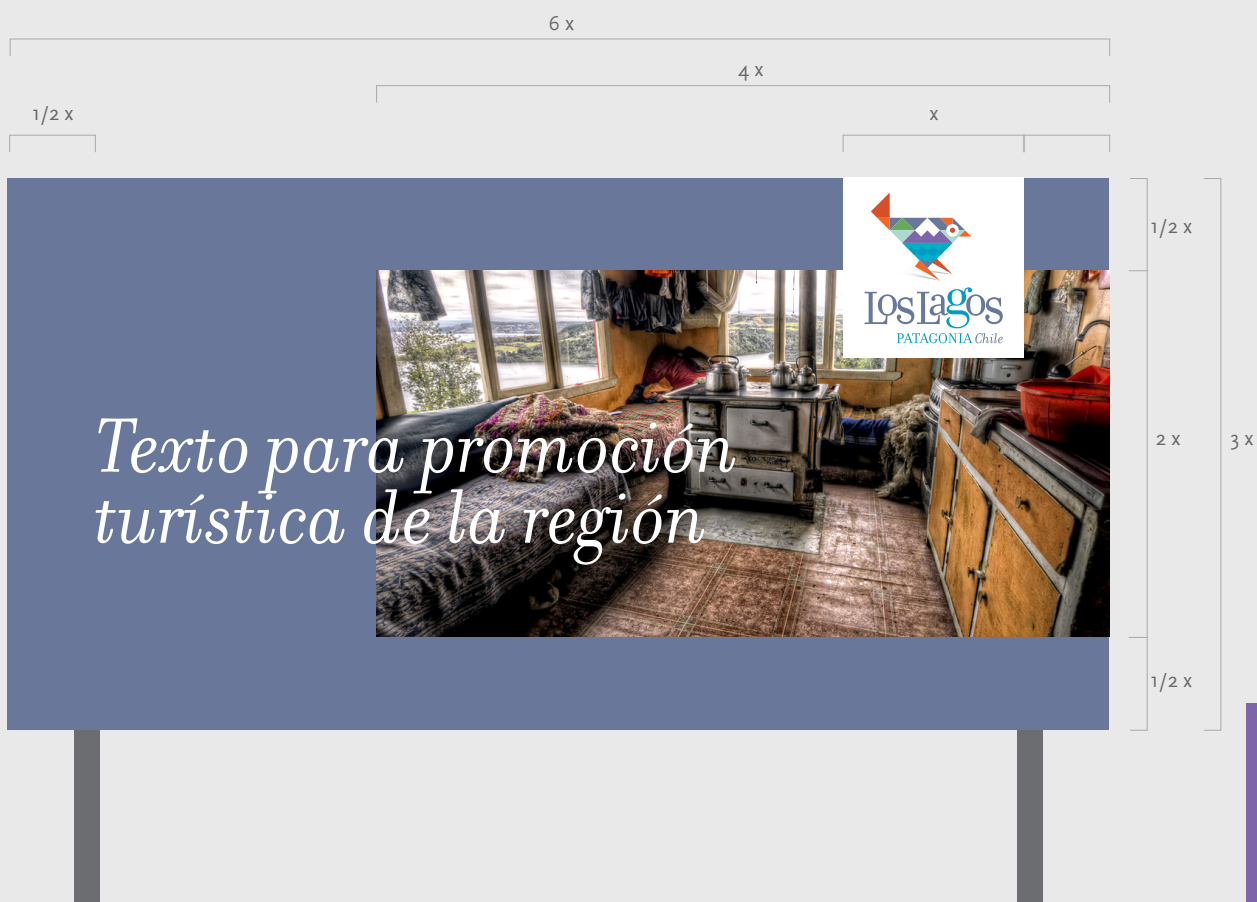 6 x
4 x
1/2 x
x
1/2 x
LosLagos
PATAGONIA Chile
2 x
3 x
Texto para promoción
turística de la región
1/2 x